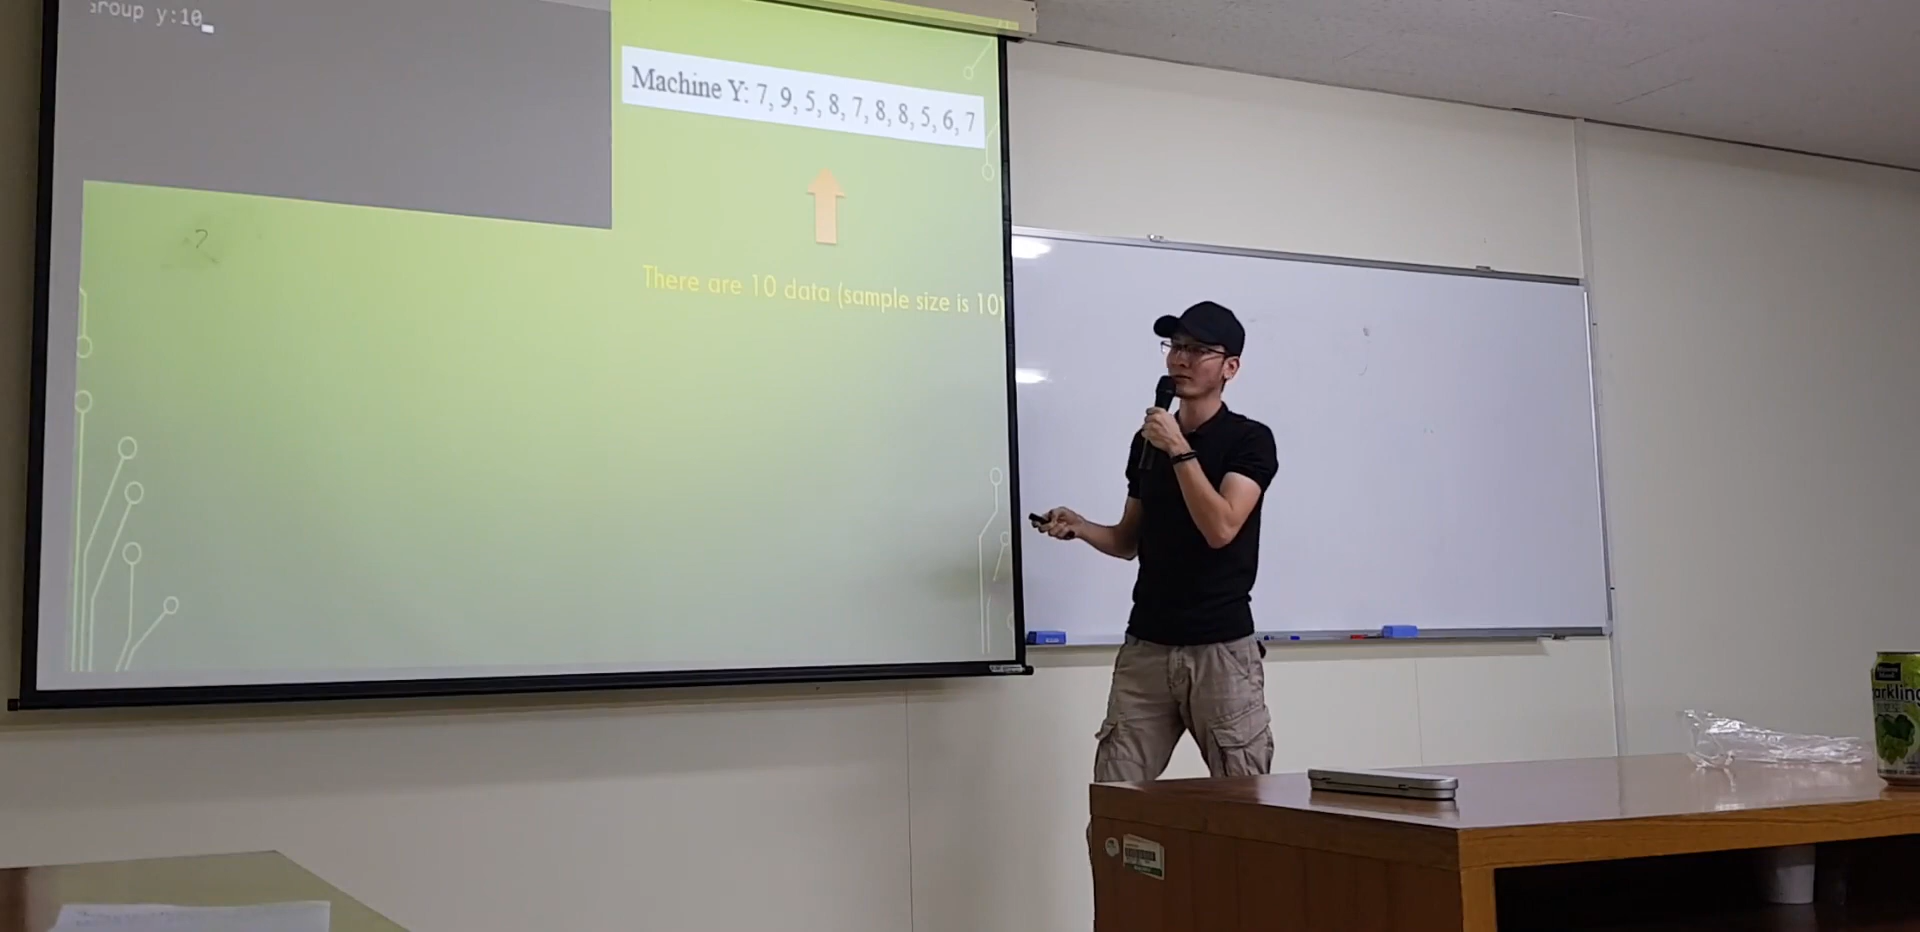 group y:10
Machine Y: 7, 9, 5, 8, 7, 8, 8, 5, 6, 7
?
There are 10 data (sample size is 10)